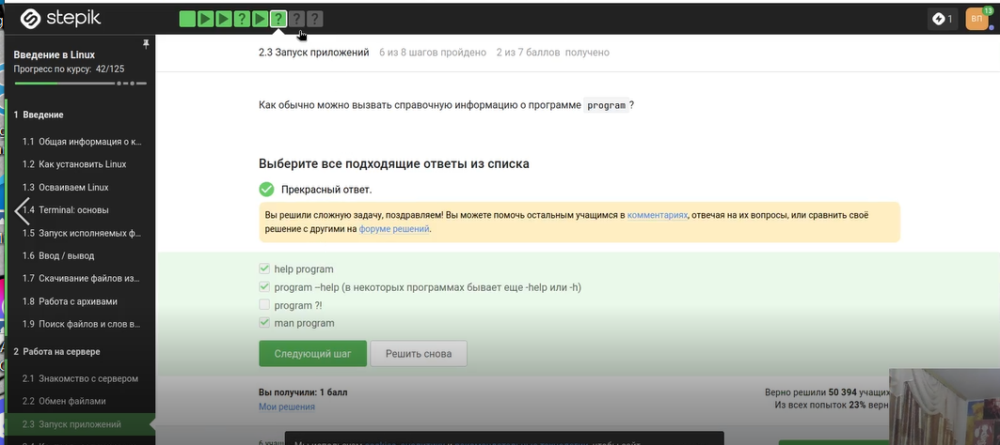 stepik
? ? ? ?
1
ВП
13
Введение в Linux
Прогресс по курсу: 42/125
1 Введение
1.1 Общая информация о к...
1.2 Как установить Linux
1.3 Осваиваем Linux
1.4 Terminal: основы
1.5 Запуск исполняемых ф...
1.6 Ввод / вывод
1.7 Скачивание файлов из...
1.8 Работа с архивами
1.9 Поиск файлов и слов в...
2 Работа на сервере
2.1 Знакомство с сервером
2.2 Обмен файлами
2.3 Запуск приложений
2.3 Запуск приложений 6 из 8 шагов пройдено 2 из 7 баллов получено
Как обычно можно вызвать справочную информацию о программе program ?
Выберите все подходящие ответы из списка
Прекрасный ответ.
Вы решили сложную задачу, поздравляем! Вы можете помочь остальным учащимся в комментариях, отвечая на их вопросы, или сравнить своё
решение с другими на форуме решений.
help program
program –help (в некоторых программах бывает еще -help или -h)
program ?!
man program
Следующий шаг
Решить снова
Вы получили: 1 балл
Мои решения
Верно решили 50 394 учащих
Из всех попыток 23% верн